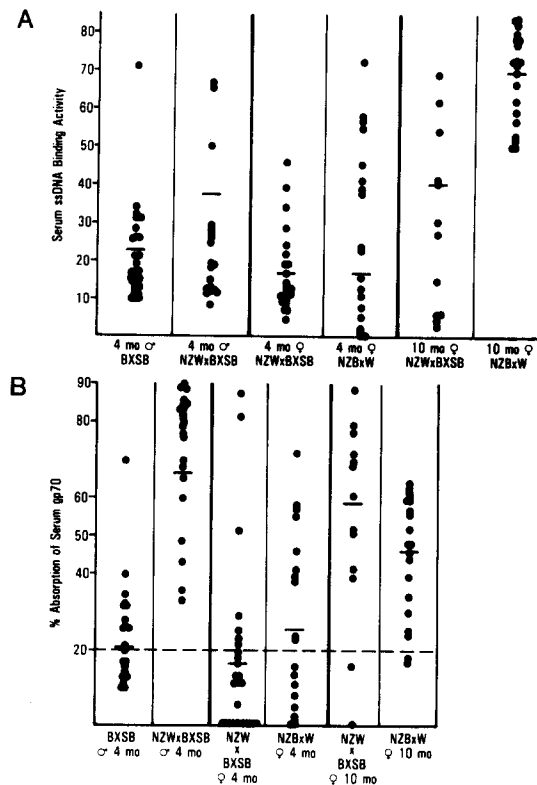 A
Serum ssDNA Binding Activity
80
70
60
50
40
30
20
10
4 mo ♂ BXSB
4 mo ♂ NZWxBXSB
4 mo ♀ NZWxBXSB
4 mo ♀ NZBxW
10 mo ♀ NZWxBXSB
10 mo ♀ NZBxW
B
% Absorption of Serum gp70
90
80
60
40
20
BXSB ♂ 4 mo
NZWxBXSB ♂ 4 mo
NZW x BXSB ♀ 4 mo
NZBxW ♀ 4 mo
NZW x BXSB ♀ 10 mo
NZBxW ♀ 10 mo